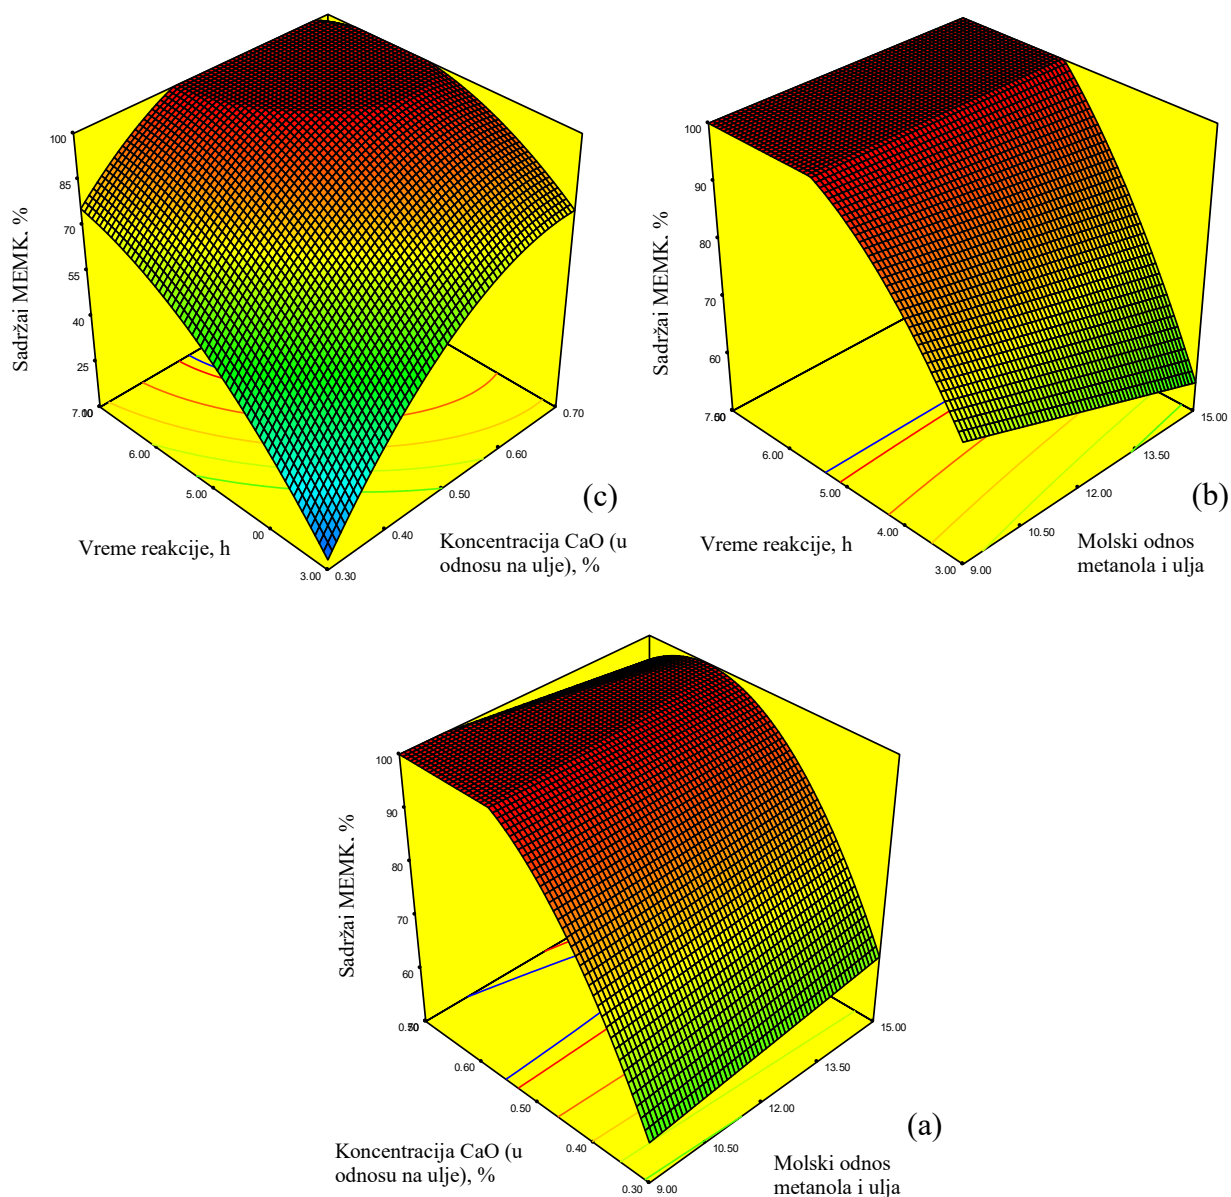 100
85
70
55
40
25
Sadržai MEMK. %
7.00
6.00
5.00
00
3.00
Vreme reakcije, h
0.30
0.40
0.50
0.60
0.70
Koncentracija CaO (u
odnosu na ulje), %
(c)
100
90
80
70
60
Sadržai MEMK. %
6.00
5.00
4.00
3.00
Vreme reakcije, h
9.00
10.50
12.00
13.50
15.00
Molski odnos
metanola i ulja
(b)
100
90
80
70
60
Sadržai MEMK. %
0.60
0.50
0.40
0.30
Koncentracija CaO (u
odnosu na ulje), %
9.00
10.50
12.00
13.50
15.00
Molski odnos
metanola i ulja
(a)